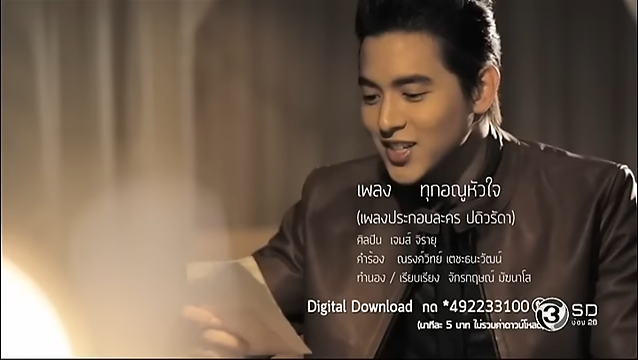 เพลง ทุกอณูหัวใจ
(เพลงประกอบละคร ปดิวรัดา)
ศิลปิน เจมส์ จิรายุ
คำร้อง ณรงค์วิทย์ เตชะธนะวัฒน์
ทำนอง / เรียบเรียง จักรกฤษณ์ มัฆนาโส
Digital Download กด *492233100
(นาทีละ 5 บาท ไม่รวมค่าดาวน์โหลด
3 SD
ช่อง 28